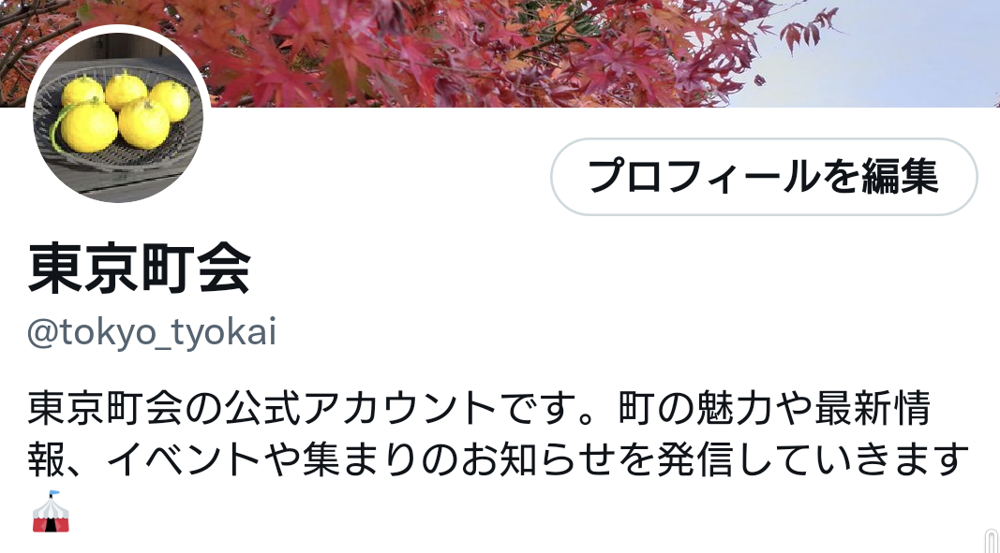 プロフィールを編集
東京町会
@tokyo_tyokai
東京町会の公式アカウントです。町の魅力や最新情
報、イベントや集まりのお知らせを発信していきます
🎪